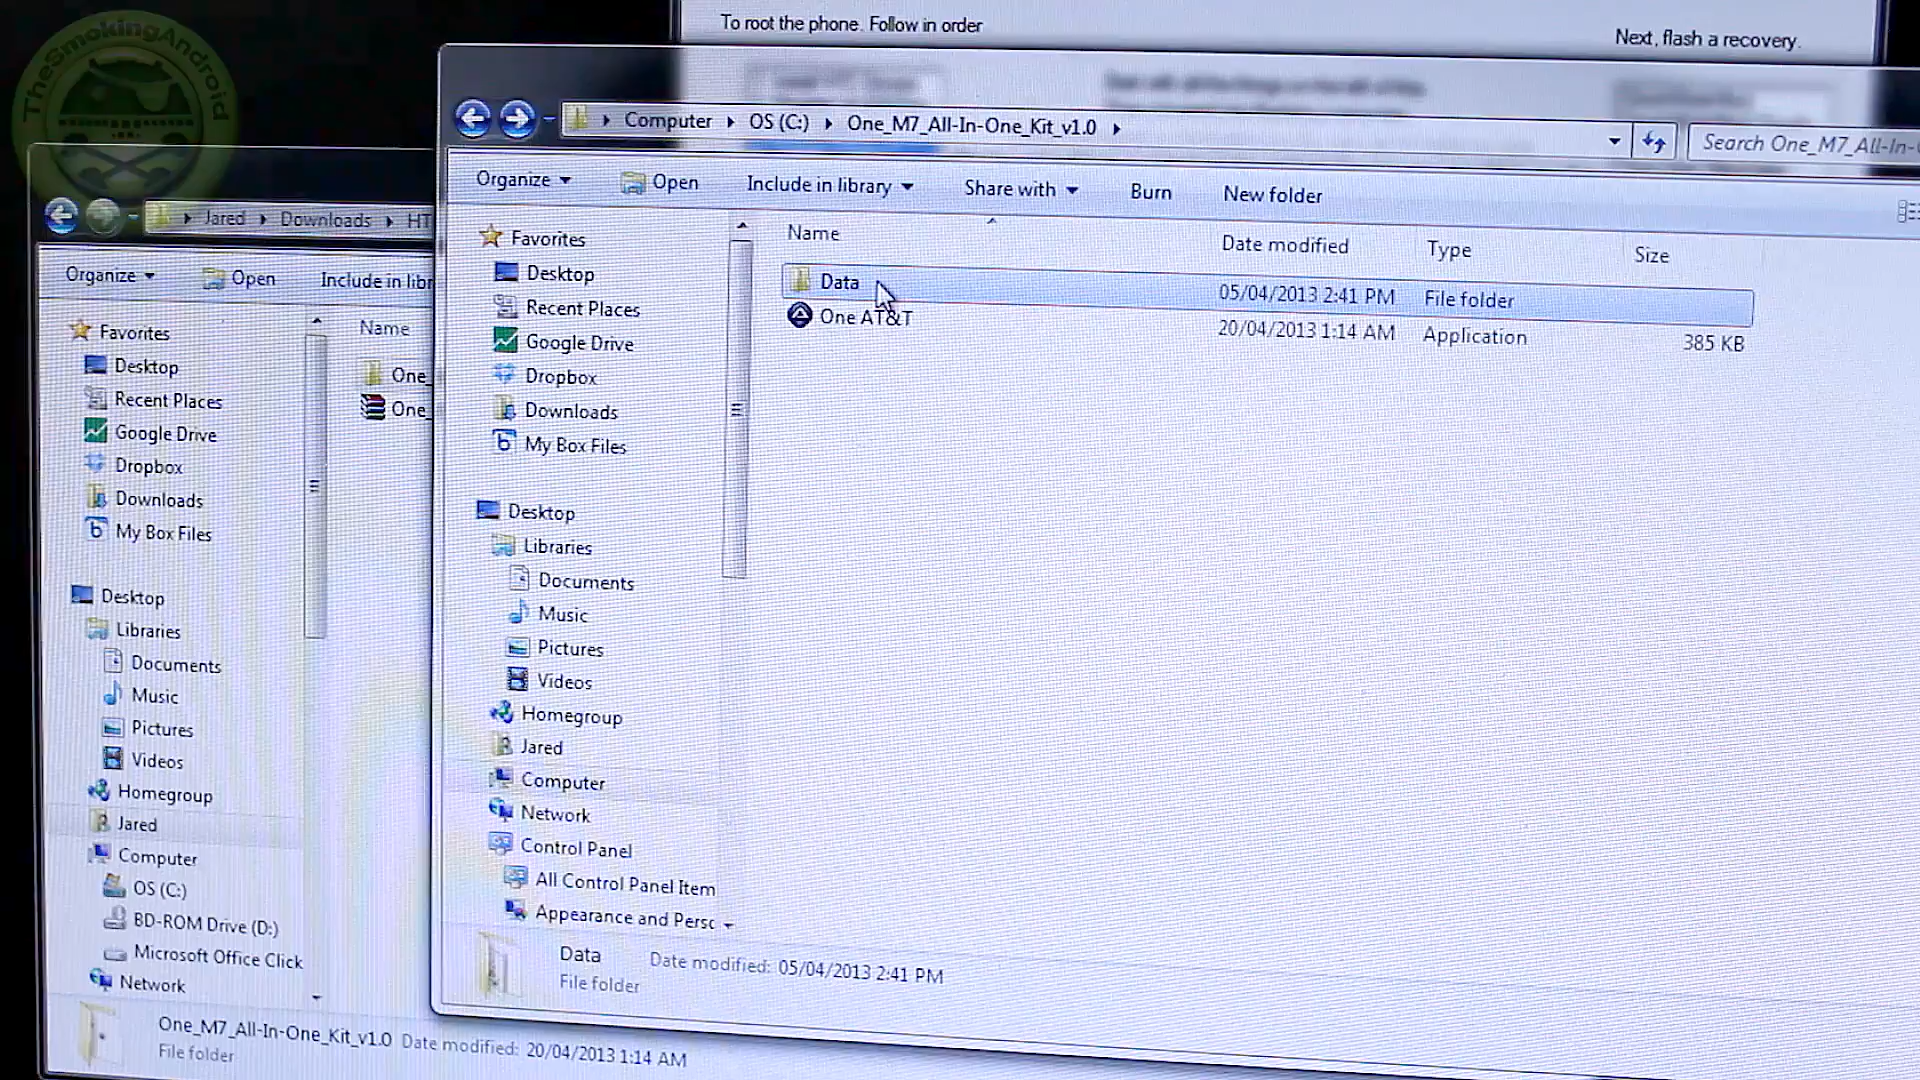 TheSmokingAndroid
To root the phone. Follow in order
Next, flash a recovery.
Computer OS (C:) One_M7_All-In-One_Kit_v1.0
Search One_M7_All-In-
Organize Open Include in library Share with Burn New folder
Favorites
Desktop
Recent Places
Google Drive
Dropbox
Downloads
My Box Files
Desktop
Libraries
Documents
Music
Pictures
Videos
Homegroup
Jared
Computer
Network
Control Panel
All Control Panel Item
Appearance and Persc
Name Date modified Type Size
Data 05/04/2013 2:41 PM File folder
One AT&T 20/04/2013 1:14 AM Application 385 KB
Data Date modified: 05/04/2013 2:41 PM
File folder
Jared Downloads HT
Organize Open Include in libr
Favorites
Desktop
Recent Places
Google Drive
Dropbox
Downloads
My Box Files
Desktop
Libraries
Documents
Music
Pictures
Videos
Homegroup
Jared
Computer
OS (C:)
BD-ROM Drive (D:)
Microsoft Office Click
Network
Name
One_
One_
One_M7_All-In-One_Kit_v1.0 Date modified: 20/04/2013 1:14 AM
File folder